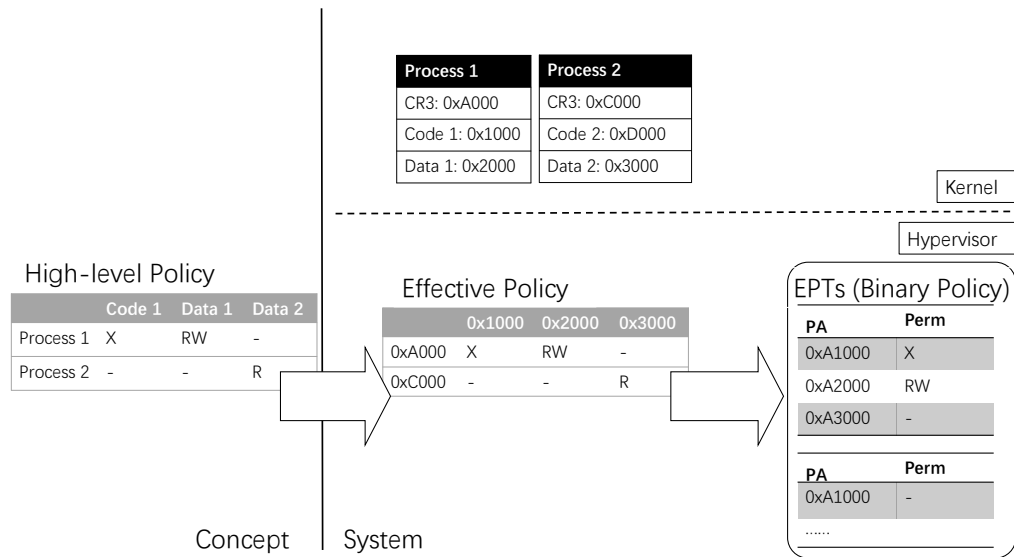 Process 1 Process 2
CR3: 0xA000 CR3: 0xC000
Code 1: 0x1000 Code 2: 0xD000
Data 1: 0x2000 Data 2: 0x3000
Kernel
Hypervisor
High-level Policy
Code 1 Data 1 Data 2
Process 1 X RW -
Process 2 - - R
Effective Policy
0x1000 0x2000 0x3000
0xA000 X RW -
0xC000 - - R
EPTs (Binary Policy)
PA Perm
0xA1000 X
0xA2000 RW
0xA3000 -
PA Perm
0xA1000 -
......
Concept System